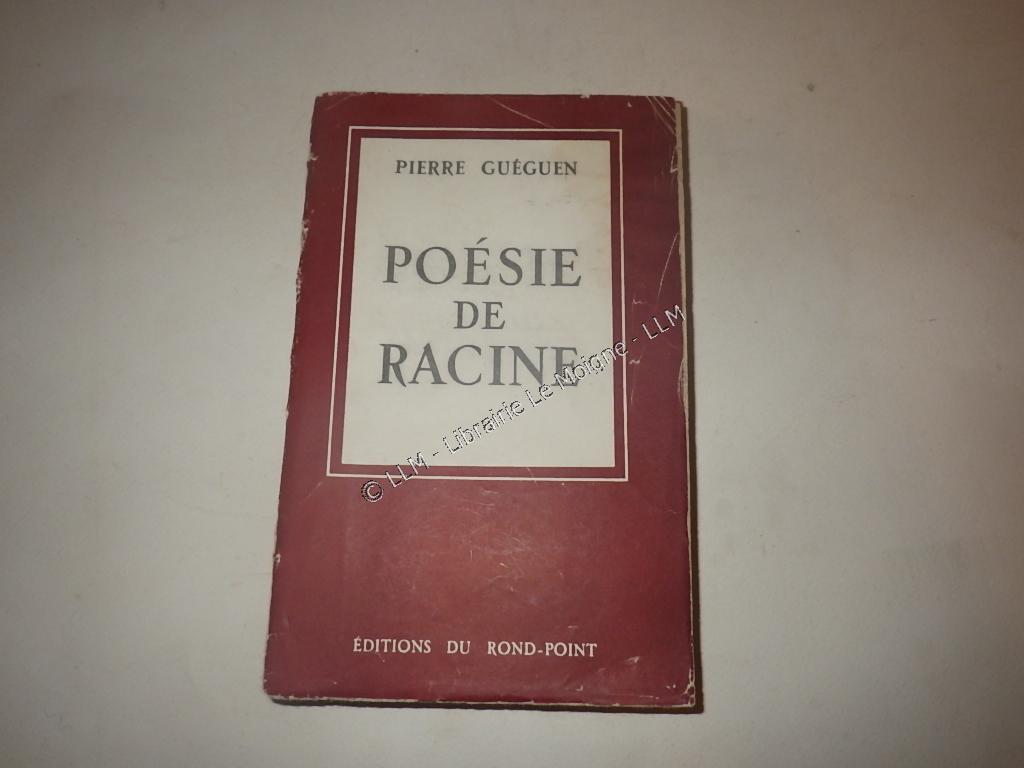 PIERRE GUÉGUEN
POÉSIE
DE
RACINE
© LLM - Librairie Le Moigne - LLM
ÉDITIONS DU ROND-POINT